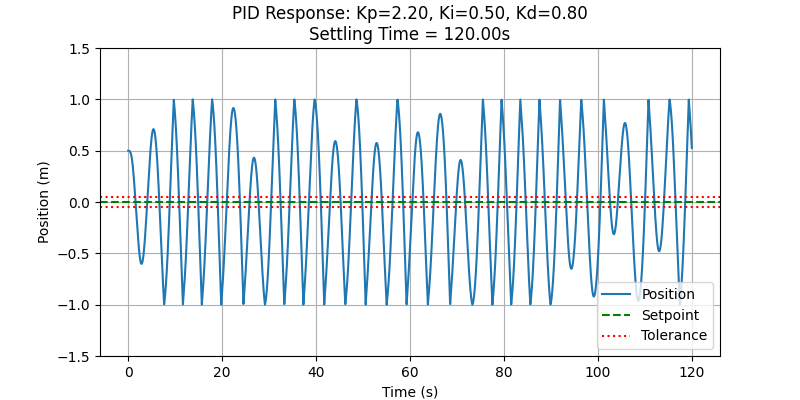 PID Response: Kp=2.20, Ki=0.50, Kd=0.80
Settling Time = 120.00s
1.5
1.0
0.5
0.0
−0.5
−1.0
−1.5
Position (m)
Position
Setpoint
Tolerance
0 20 40 60 80 100 120
Time (s)